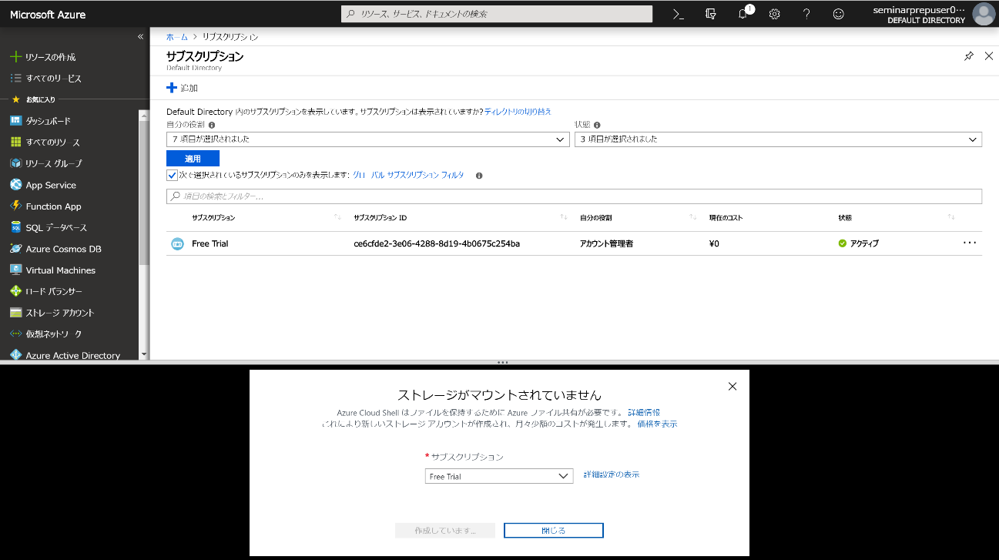 Microsoft Azure
リソース、サービス、ドキュメントの検索
1
seminarprepuser0…
DEFAULT DIRECTORY
リソースの作成
すべてのサービス
お気に入り
ダッシュボード
すべてのリソース
リソース グループ
App Service
Function App
SQL データベース
Azure Cosmos DB
Virtual Machines
ロード バランサー
ストレージ アカウント
仮想ネットワーク
Azure Active Directory
ホーム > サブスクリプション
サブスクリプション
Default Directory
追加
Default Directory 内のサブスクリプションを表示しています。サブスクリプションは表示されていますか?ディレクトリの切り替え
自分の役割
状態
7 項目が選択されました
3 項目が選択されました
適用
次で選択されているサブスクリプションのみを表示します: グローバル サブスクリプション フィルタ
項目の検索とフィルター...
サブスクリプション サブスクリプション ID 自分の役割 現在のコスト 状態
Free Trial ce6cfde2-3e06-4288-8d19-4b0675c254ba アカウント管理者 ¥0 アクティブ
ストレージがマウントされていません
Azure Cloud Shell はファイルを保持するために Azure ファイル共有が必要です。 詳細情報
これにより新しいストレージ アカウントが作成され、月々少額のコストが発生します。 価格を表示
* サブスクリプション
Free Trial
詳細設定の表示
作成しています...
閉じる